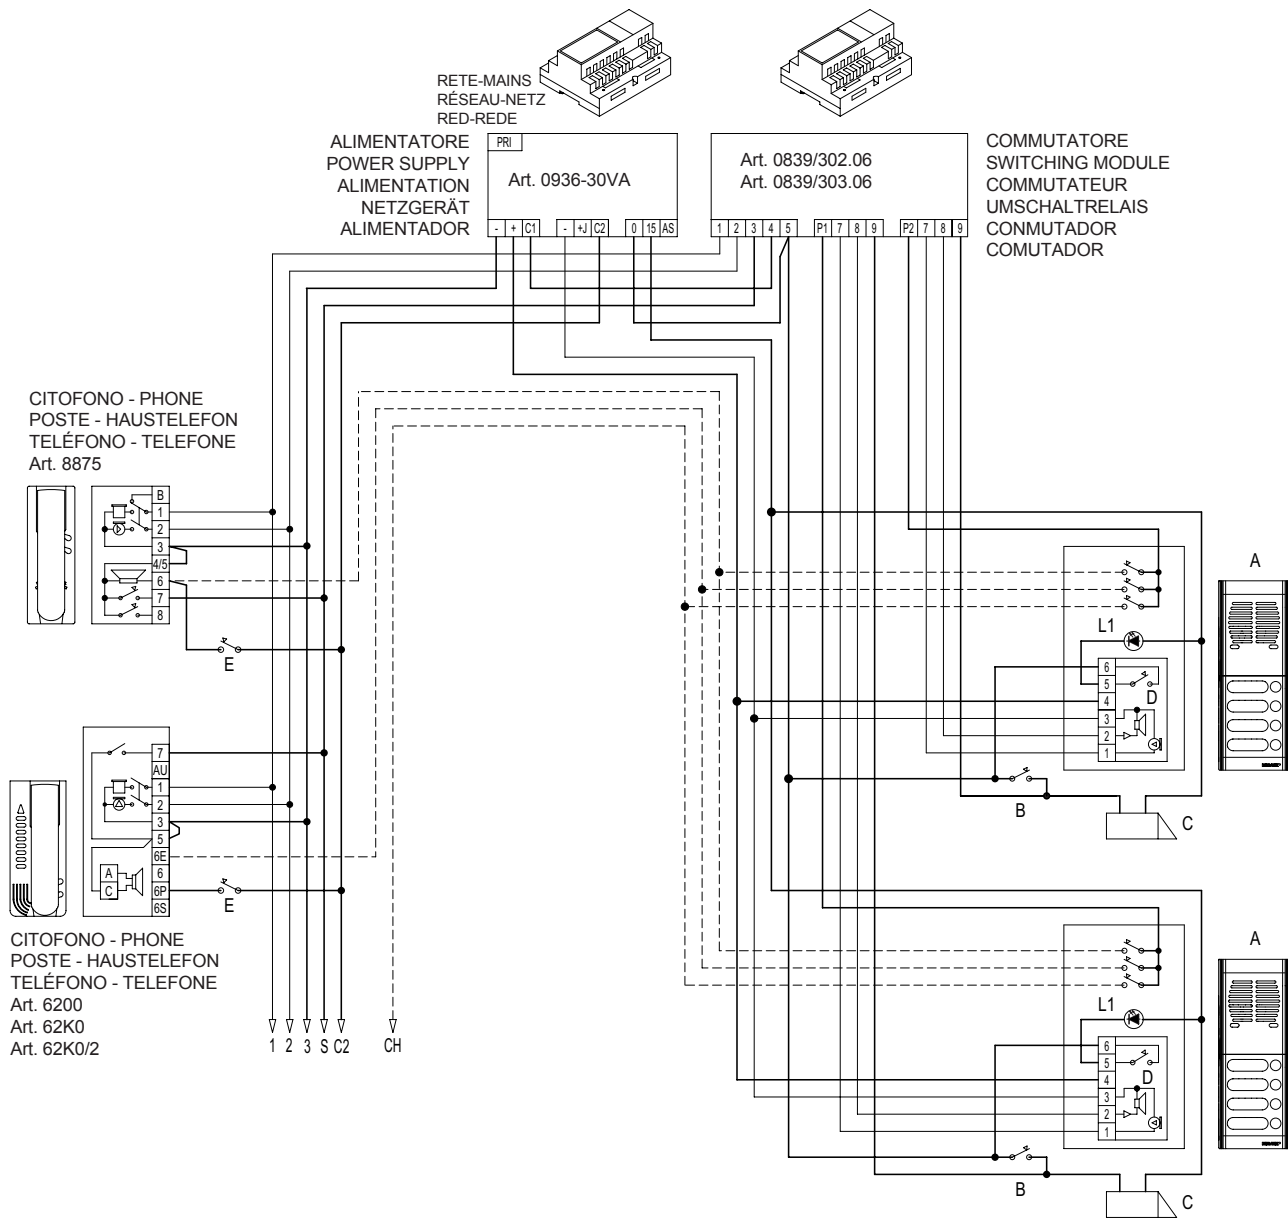 RETE-MAINS
RÉSEAU-NETZ
RED-REDE
ALIMENTATORE
POWER SUPPLY
ALIMENTATION
NETZGERÄT
ALIMENTADOR
PRI
Art. 0936-30VA
- + C1 - +J C2 0 15 AS
Art. 0839/302.06
Art. 0839/303.06
1 2 3 4 5 P1 7 8 9 P2 7 8 9
COMMUTATORE
SWITCHING MODULE
COMMUTATEUR
UMSCHALTRELAIS
CONMUTADOR
COMUTADOR
CITOFONO - PHONE
POSTE - HAUSTELEFON
TELÉFONO - TELEFONE
Art. 8875
B
1
2
3
4/5
6
7
8
E
7
AU
1
2
3
5
6E
6
6P
6S
A
C
E
CITOFONO - PHONE
POSTE - HAUSTELEFON
TELÉFONO - TELEFONE
Art. 6200
Art. 62K0
Art. 62K0/2
1 2 3 S C2 CH
A
L1
6
5
4
3
2
1
D
B
C
A
L1
6
5
4
3
2
1
D
B
C